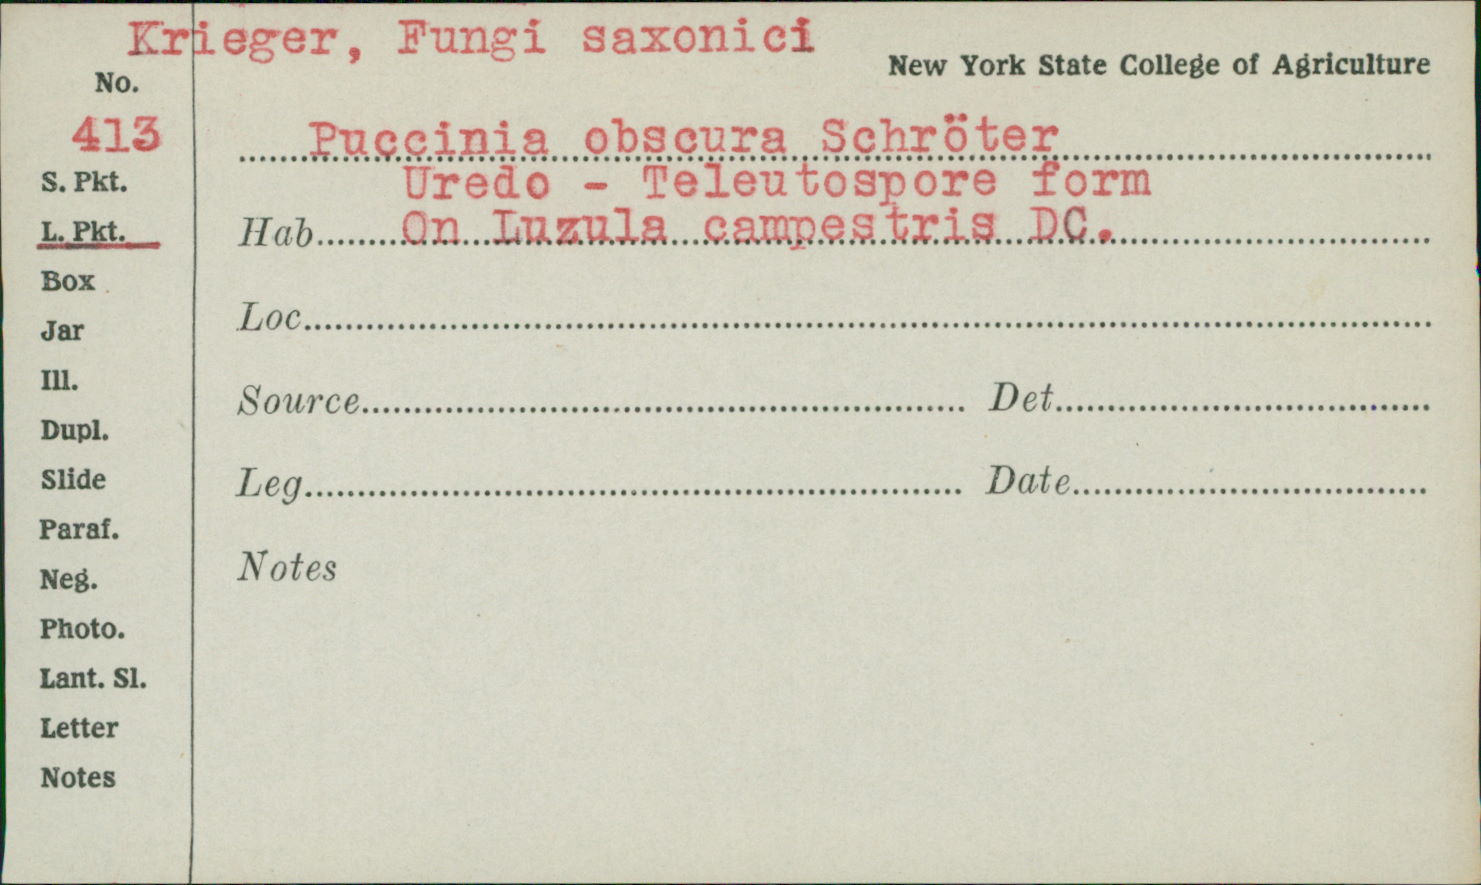 Krieger, Fungi saxonici
New York State College of Agriculture
No.
413
Puccinia obscura Schröter
Uredo - Teleutospore form
S. Pkt.
L. Pkt.
Hab. On Luzula campestris DC.
Box
Loc.
Jar
Ill.
Source Det.
Dupl.
Slide
Leg. Date
Paraf.
Notes
Neg.
Photo.
Lant. Sl.
Letter
Notes